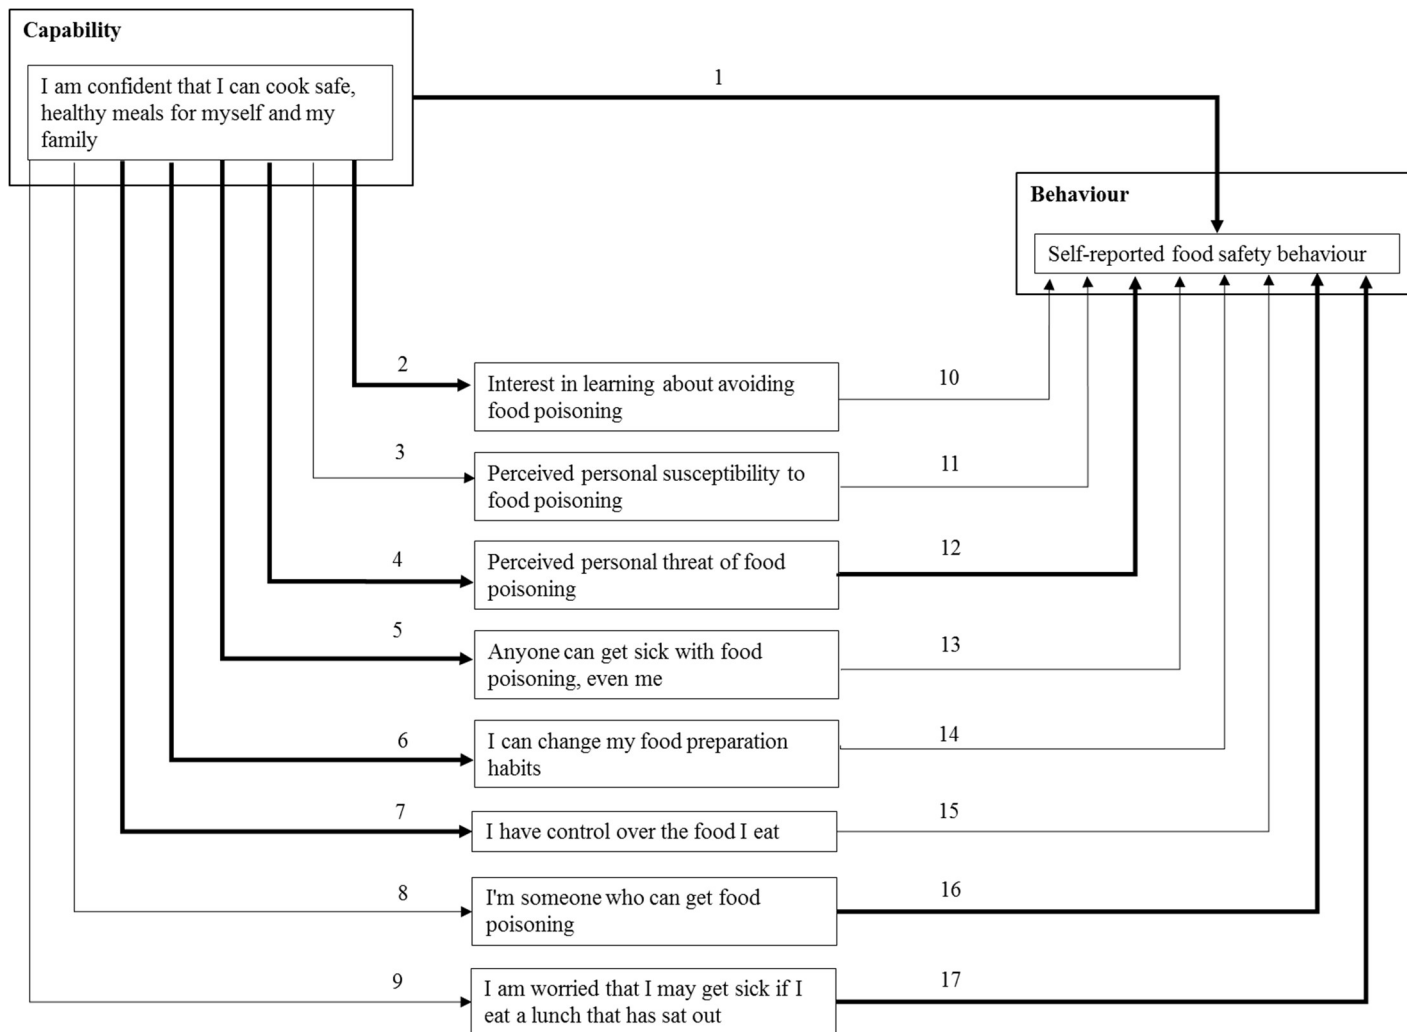 Capability
I am confident that I can cook safe,
healthy meals for myself and my
family
1
Behaviour
Self-reported food safety behaviour
2
Interest in learning about avoiding
food poisoning
10
3
Perceived personal susceptibility to
food poisoning
11
4
Perceived personal threat of food
poisoning
12
5
Anyone can get sick with food
poisoning, even me
13
6
I can change my food preparation
habits
14
7
I have control over the food I eat
15
8
I'm someone who can get food
poisoning
16
9
I am worried that I may get sick if I
eat a lunch that has sat out
17